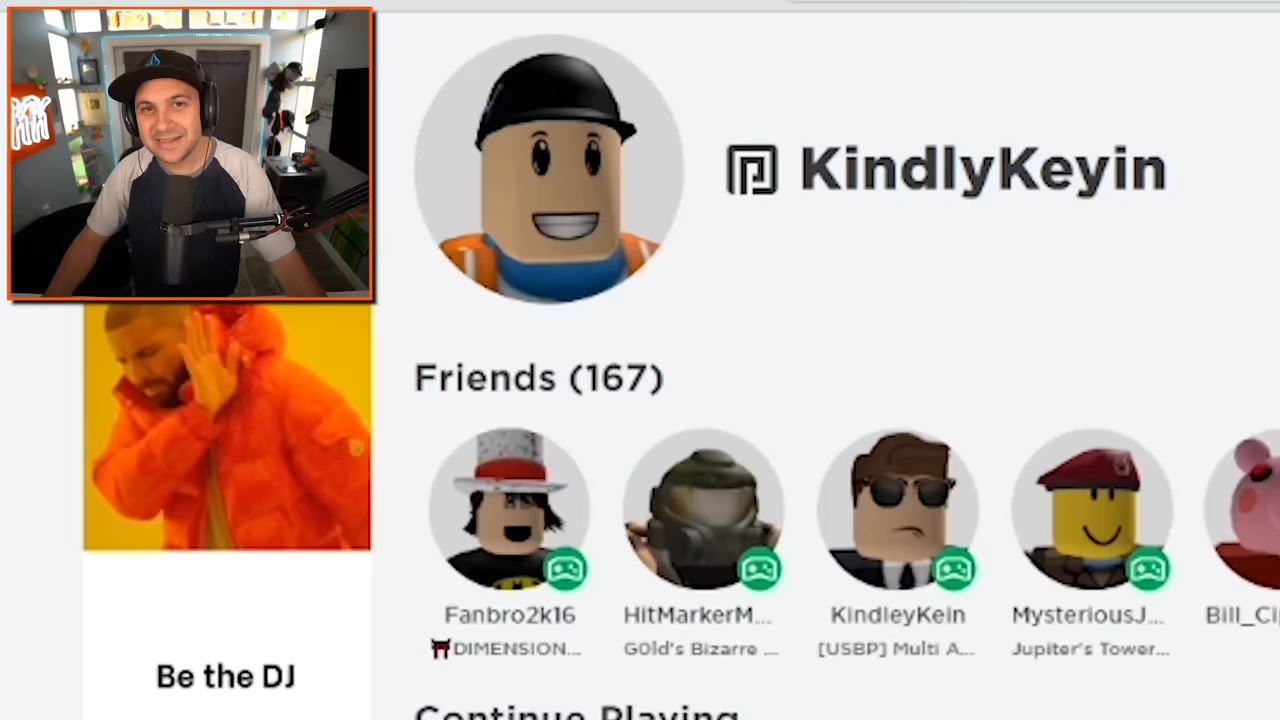 KindlyKeyin
Friends (167)
Fanbro2k16
HitMarkerM...
KindleyKein
MysteriousJ...
Bill_Cl
DIMENSION...
G0ld's Bizarre ...
[USBP] Multi A...
Jupiter's Tower...
Be the DJ
Continue Playing